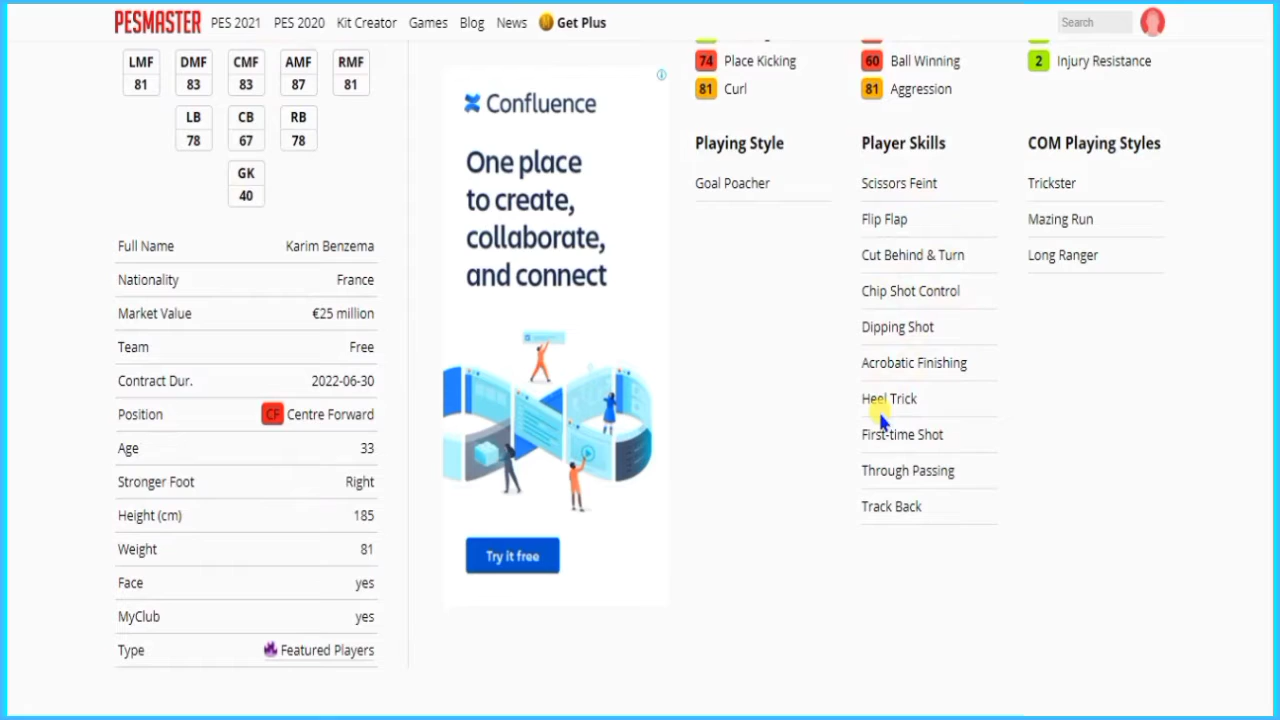 PESMASTER PES 2021 PES 2020 Kit Creator Games Blog News Get Plus Search
LMF DMF CMF AMF RMF
81 83 83 87 81
LB CB RB
78 67 78
GK
40
Full Name Karim Benzema
Nationality France
Market Value €25 million
Team Free
Contract Dur. 2022-06-30
Position CF Centre Forward
Age 33
Stronger Foot Right
Height (cm) 185
Weight 81
Face yes
MyClub yes
Type Featured Players
Confluence
One place
to create,
collaborate,
and connect
Try it free
74 Place Kicking 60 Ball Winning 2 Injury Resistance
81 Curl 81 Aggression
Playing Style
Goal Poacher
Player Skills
Scissors Feint
Flip Flap
Cut Behind & Turn
Chip Shot Control
Dipping Shot
Acrobatic Finishing
Heel Trick
First-time Shot
Through Passing
Track Back
COM Playing Styles
Trickster
Mazing Run
Long Ranger